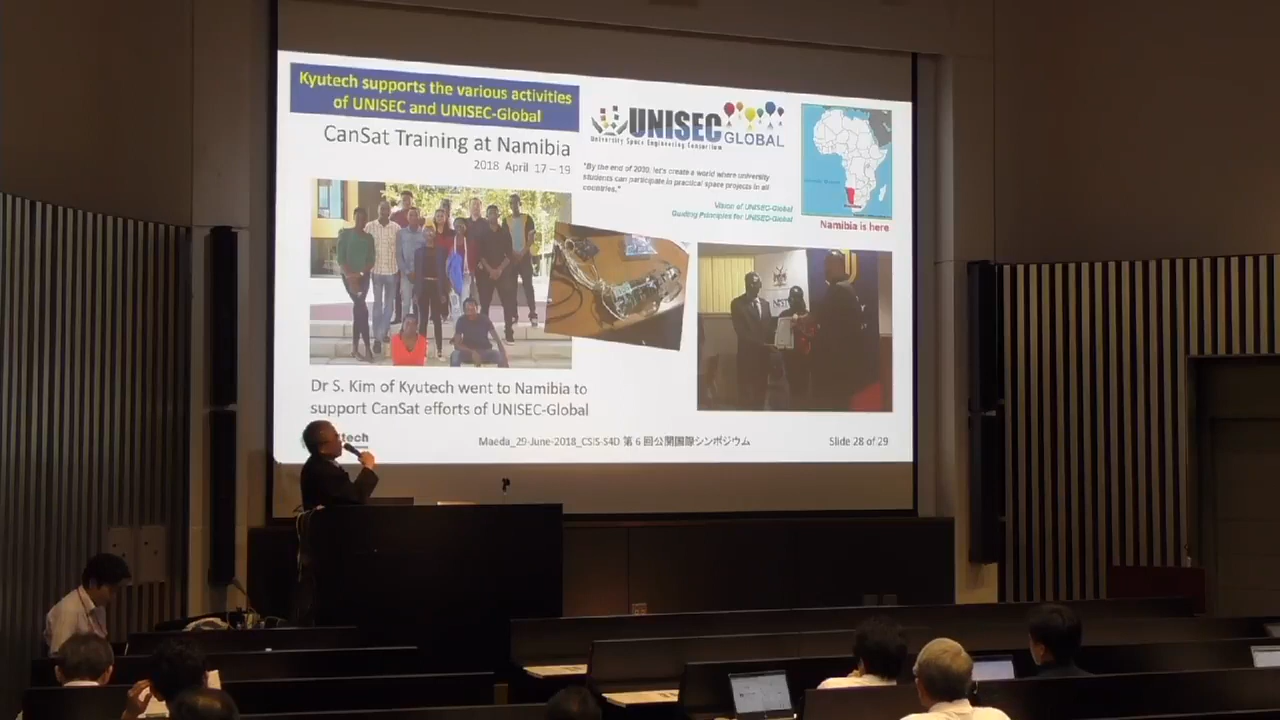 Kyutech supports the various activities
of UNISEC and UNISEC-Global
CanSat Training at Namibia
2018 April 17 – 19
UNISEC GLOBAL
University Space Engineering Consortium
"By the end of 2030, let's create a world where university
students can participate in practical space projects in all
countries."
Vision of UNISEC-Global
Guiding Principles for UNISEC-Global
Namibia is here
Dr S. Kim of Kyutech went to Namibia to
support CanSat efforts of UNISEC-Global
tech
Maeda_29-June-2018_CSIS-S4D 第6回公開国際シンポジウム
Slide 28 of 29